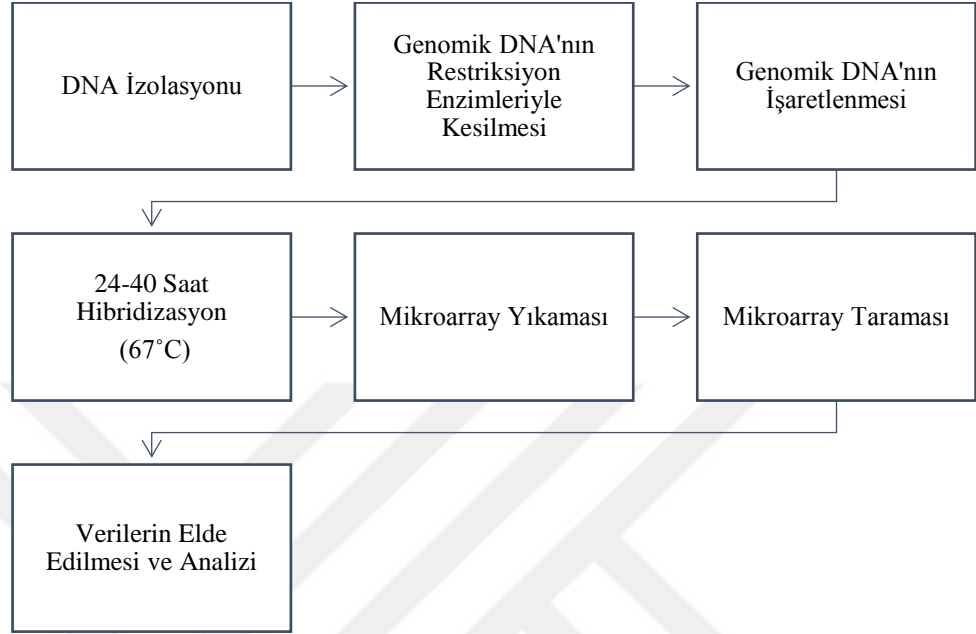 DNA İzolasyonu
Genomik DNA'nın
Restriksiyon
Enzimleriyle
Kesilmesi
Genomik DNA'nın
İşaretlenmesi
24-40 Saat
Hibridizasyon
(67˚C)
Mikroarray Yıkaması
Mikroarray Taraması
Verilerin Elde
Edilmesi ve Analizi